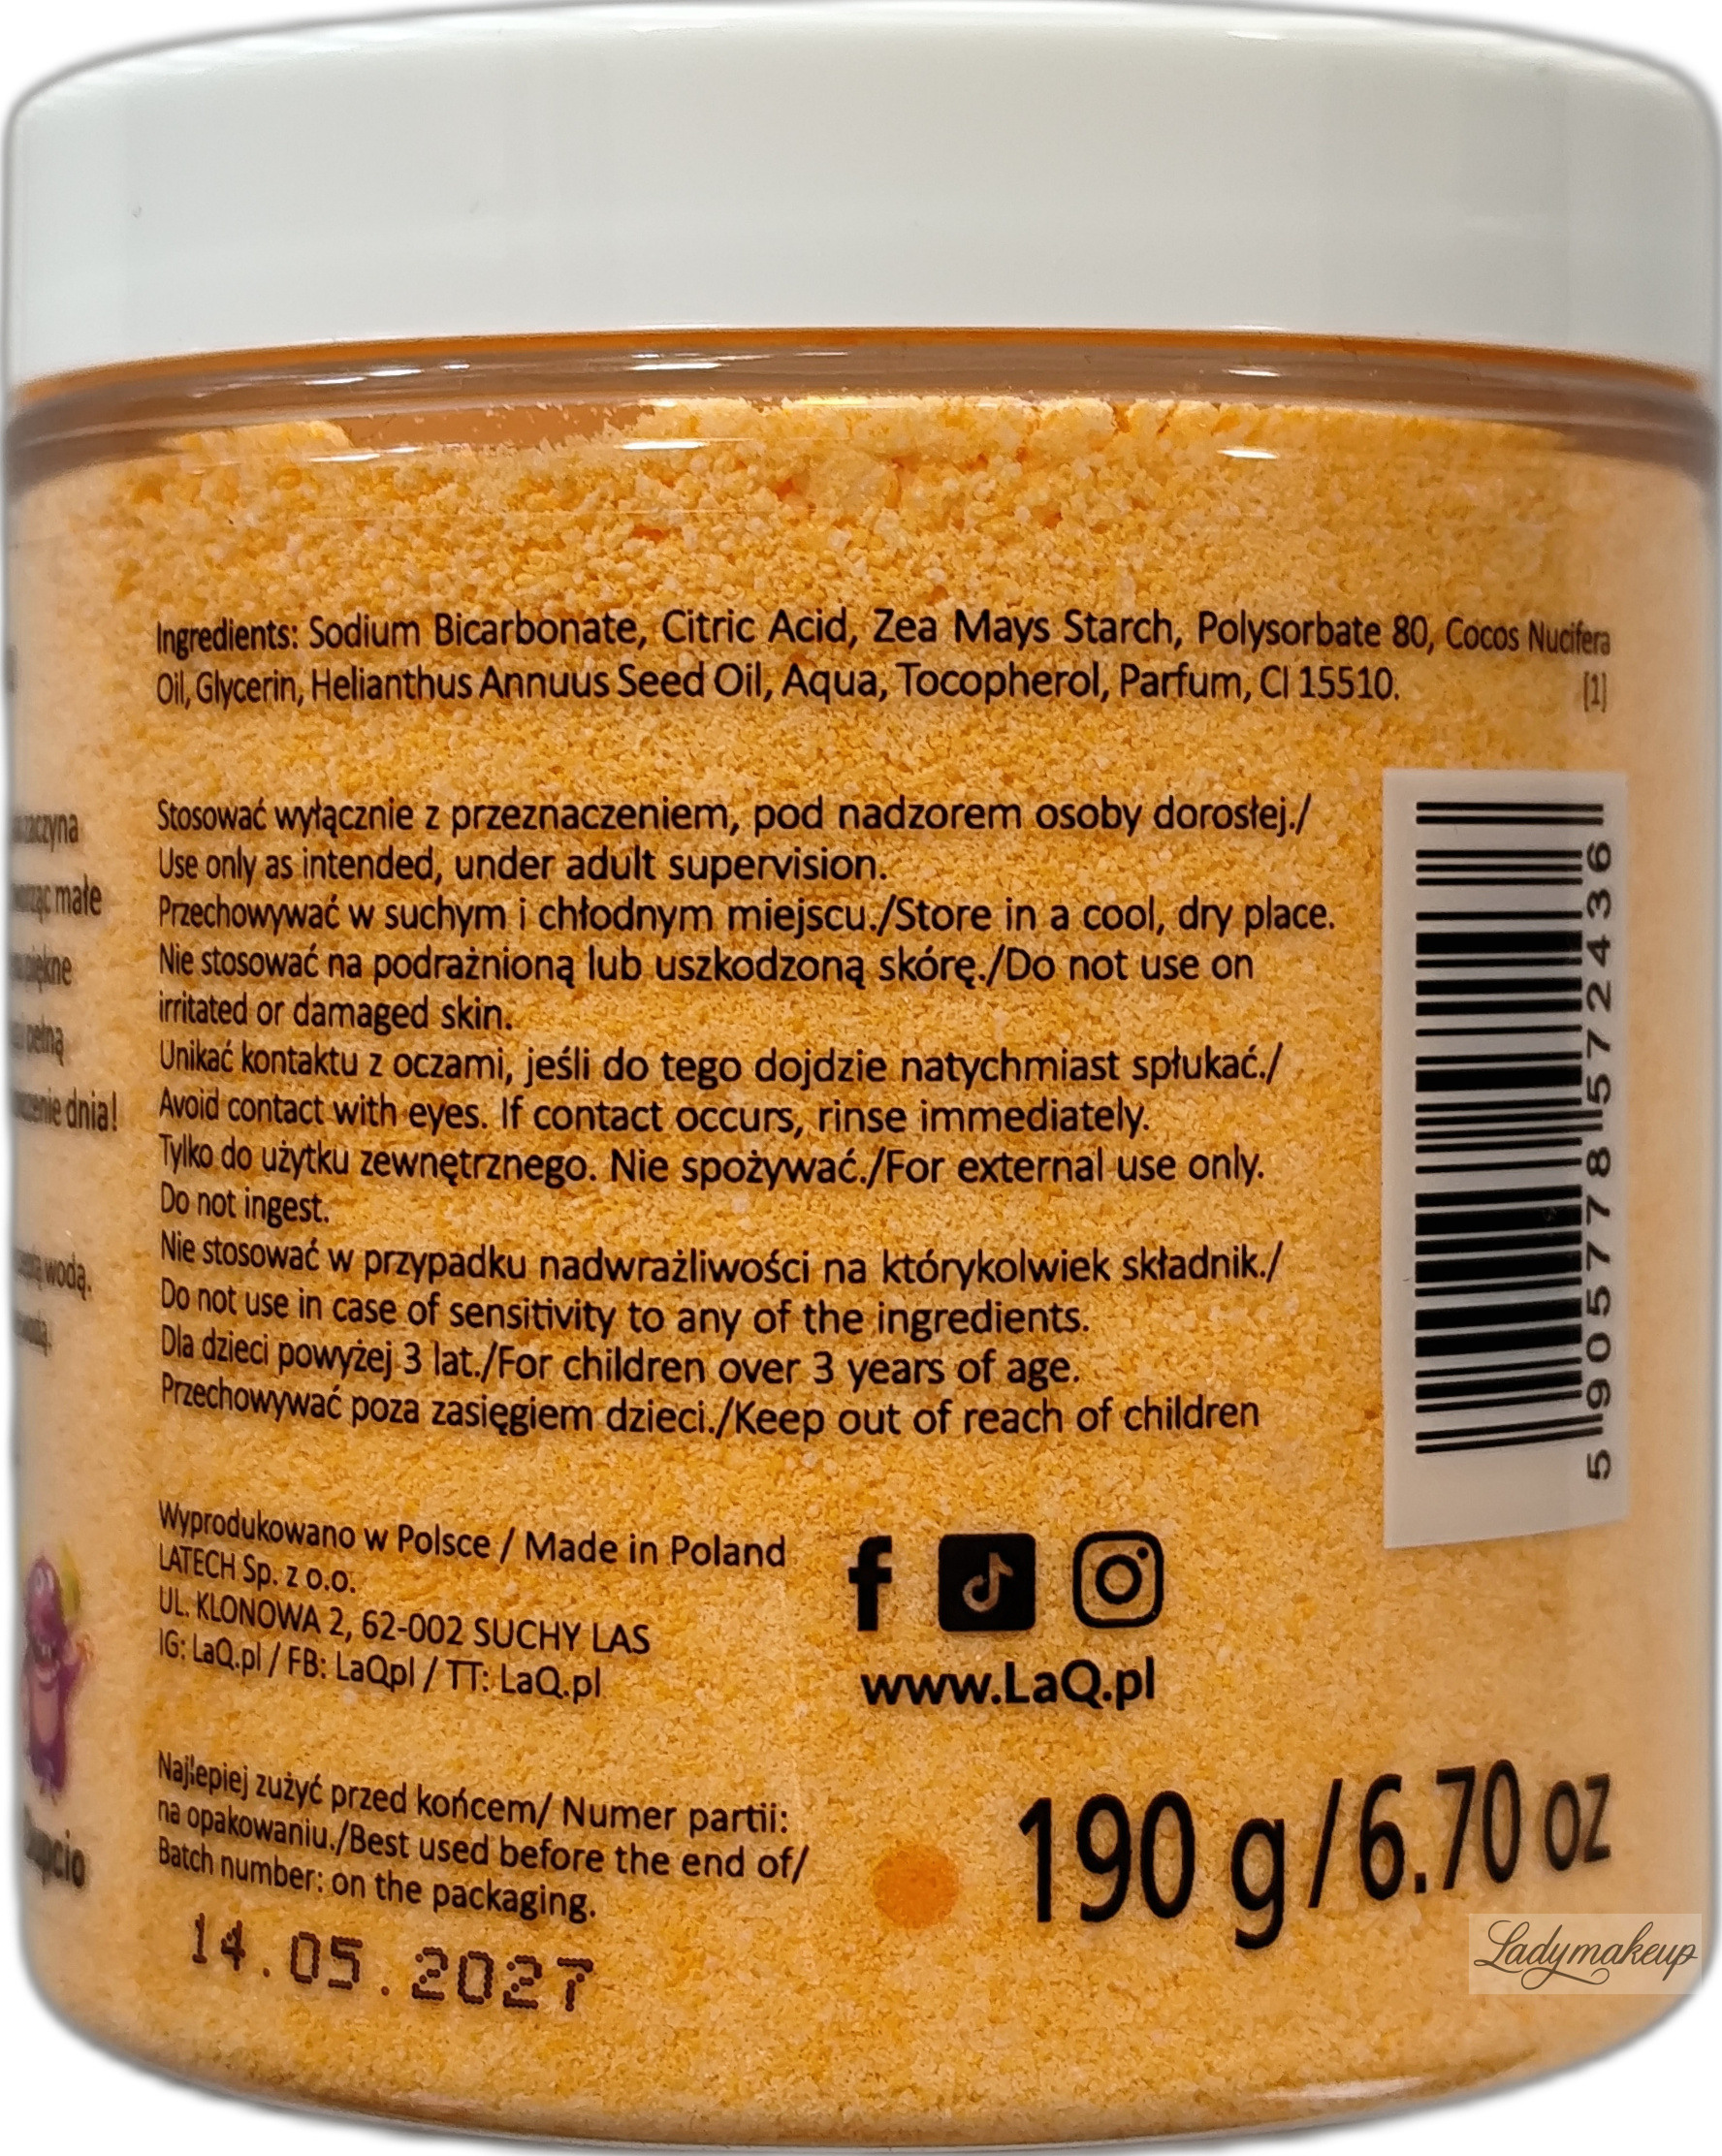 Ingredients: Sodium Bicarbonate, Citric Acid, Zea Mays Starch, Polysorbate 80, Cocos Nucifera
Oil, Glycerin, Helianthus Annuus Seed Oil, Aqua, Tocopherol, Parfum, CI 15510.
[1]
małe
dnia!
wodą.
Stosować wyłącznie z przeznaczeniem, pod nadzorem osoby dorosłej./
Use only as intended, under adult supervision.
Przechowywać w suchym i chłodnym miejscu./Store in a cool, dry place.
Nie stosować na podrażnioną lub uszkodzoną skórę./Do not use on
irritated or damaged skin.
Unikać kontaktu z oczami, jeśli do tego dojdzie natychmiast spłukać./
Avoid contact with eyes. If contact occurs, rinse immediately.
Tylko do użytku zewnętrznego. Nie spożywać./For external use only.
Do not ingest.
Nie stosować w przypadku nadwrażliwości na którykolwiek składnik./
Do not use in case of sensitivity to any of the ingredients.
Dla dzieci powyżej 3 lat./For children over 3 years of age.
Przechowywać poza zasięgiem dzieci./Keep out of reach of children
5 905778 572436
Wyprodukowano w Polsce / Made in Poland
LATECH Sp. z o.o.
UL. KLONOWA 2, 62-002 SUCHY LAS
IG: LaQ.pl / FB: LaQpl / TT: LaQ.pl
www.LaQ.pl
Najlepiej zużyć przed końcem/ Numer partii:
na opakowaniu./Best used before the end of/
Batch number: on the packaging.
14.05.2027
190 g/6.70 oz
Ladymakeup